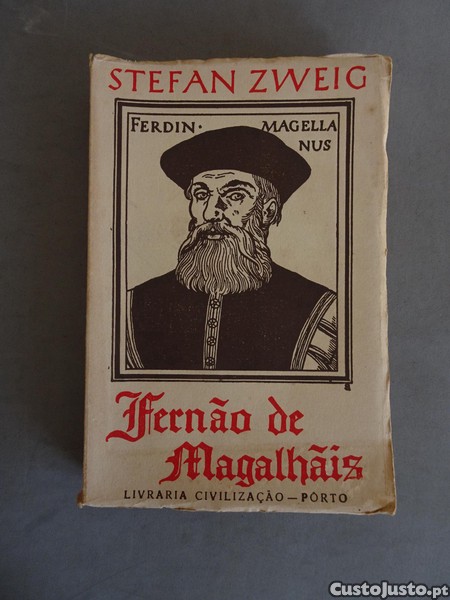 STEFAN ZWEIG
FERDIN · MAGELLA
NUS
Fernão de
Magalhãis
LIVRARIA CIVILIZAÇÃO — PÔRTO
CustoJusto.pt